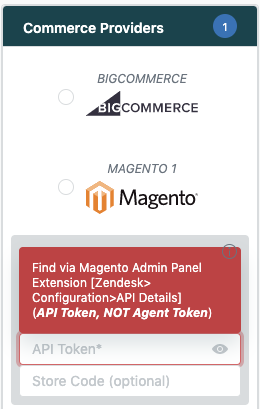 Commerce Providers 1
BIGCOMMERCE
BIGCOMMERCE
MAGENTO 1
Magento
Find via Magento Admin Panel
Extension [Zendesk>
Configuration>API Details]
(API Token, NOT Agent Token)
API Token*
Store Code (optional)